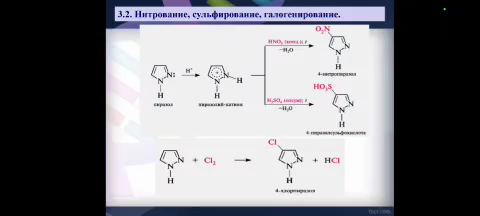 3.2. Нитрование, сульфирование, галогенирование.
O₂N
HNO₃ (конц.); t
−H₂O
N
N
H
4-нитропиразол
H⁺
N:
N
H
пиразол
N—H
N
H
пиразолий-катион
HO₃S
H₂SO₄ (олеум); t
−H₂O
N
N
H
4-пиразолсульфокислота
N
N
H
+ Cl₂
Cl
N
N
H
+ HCl
4-хлорпиразол